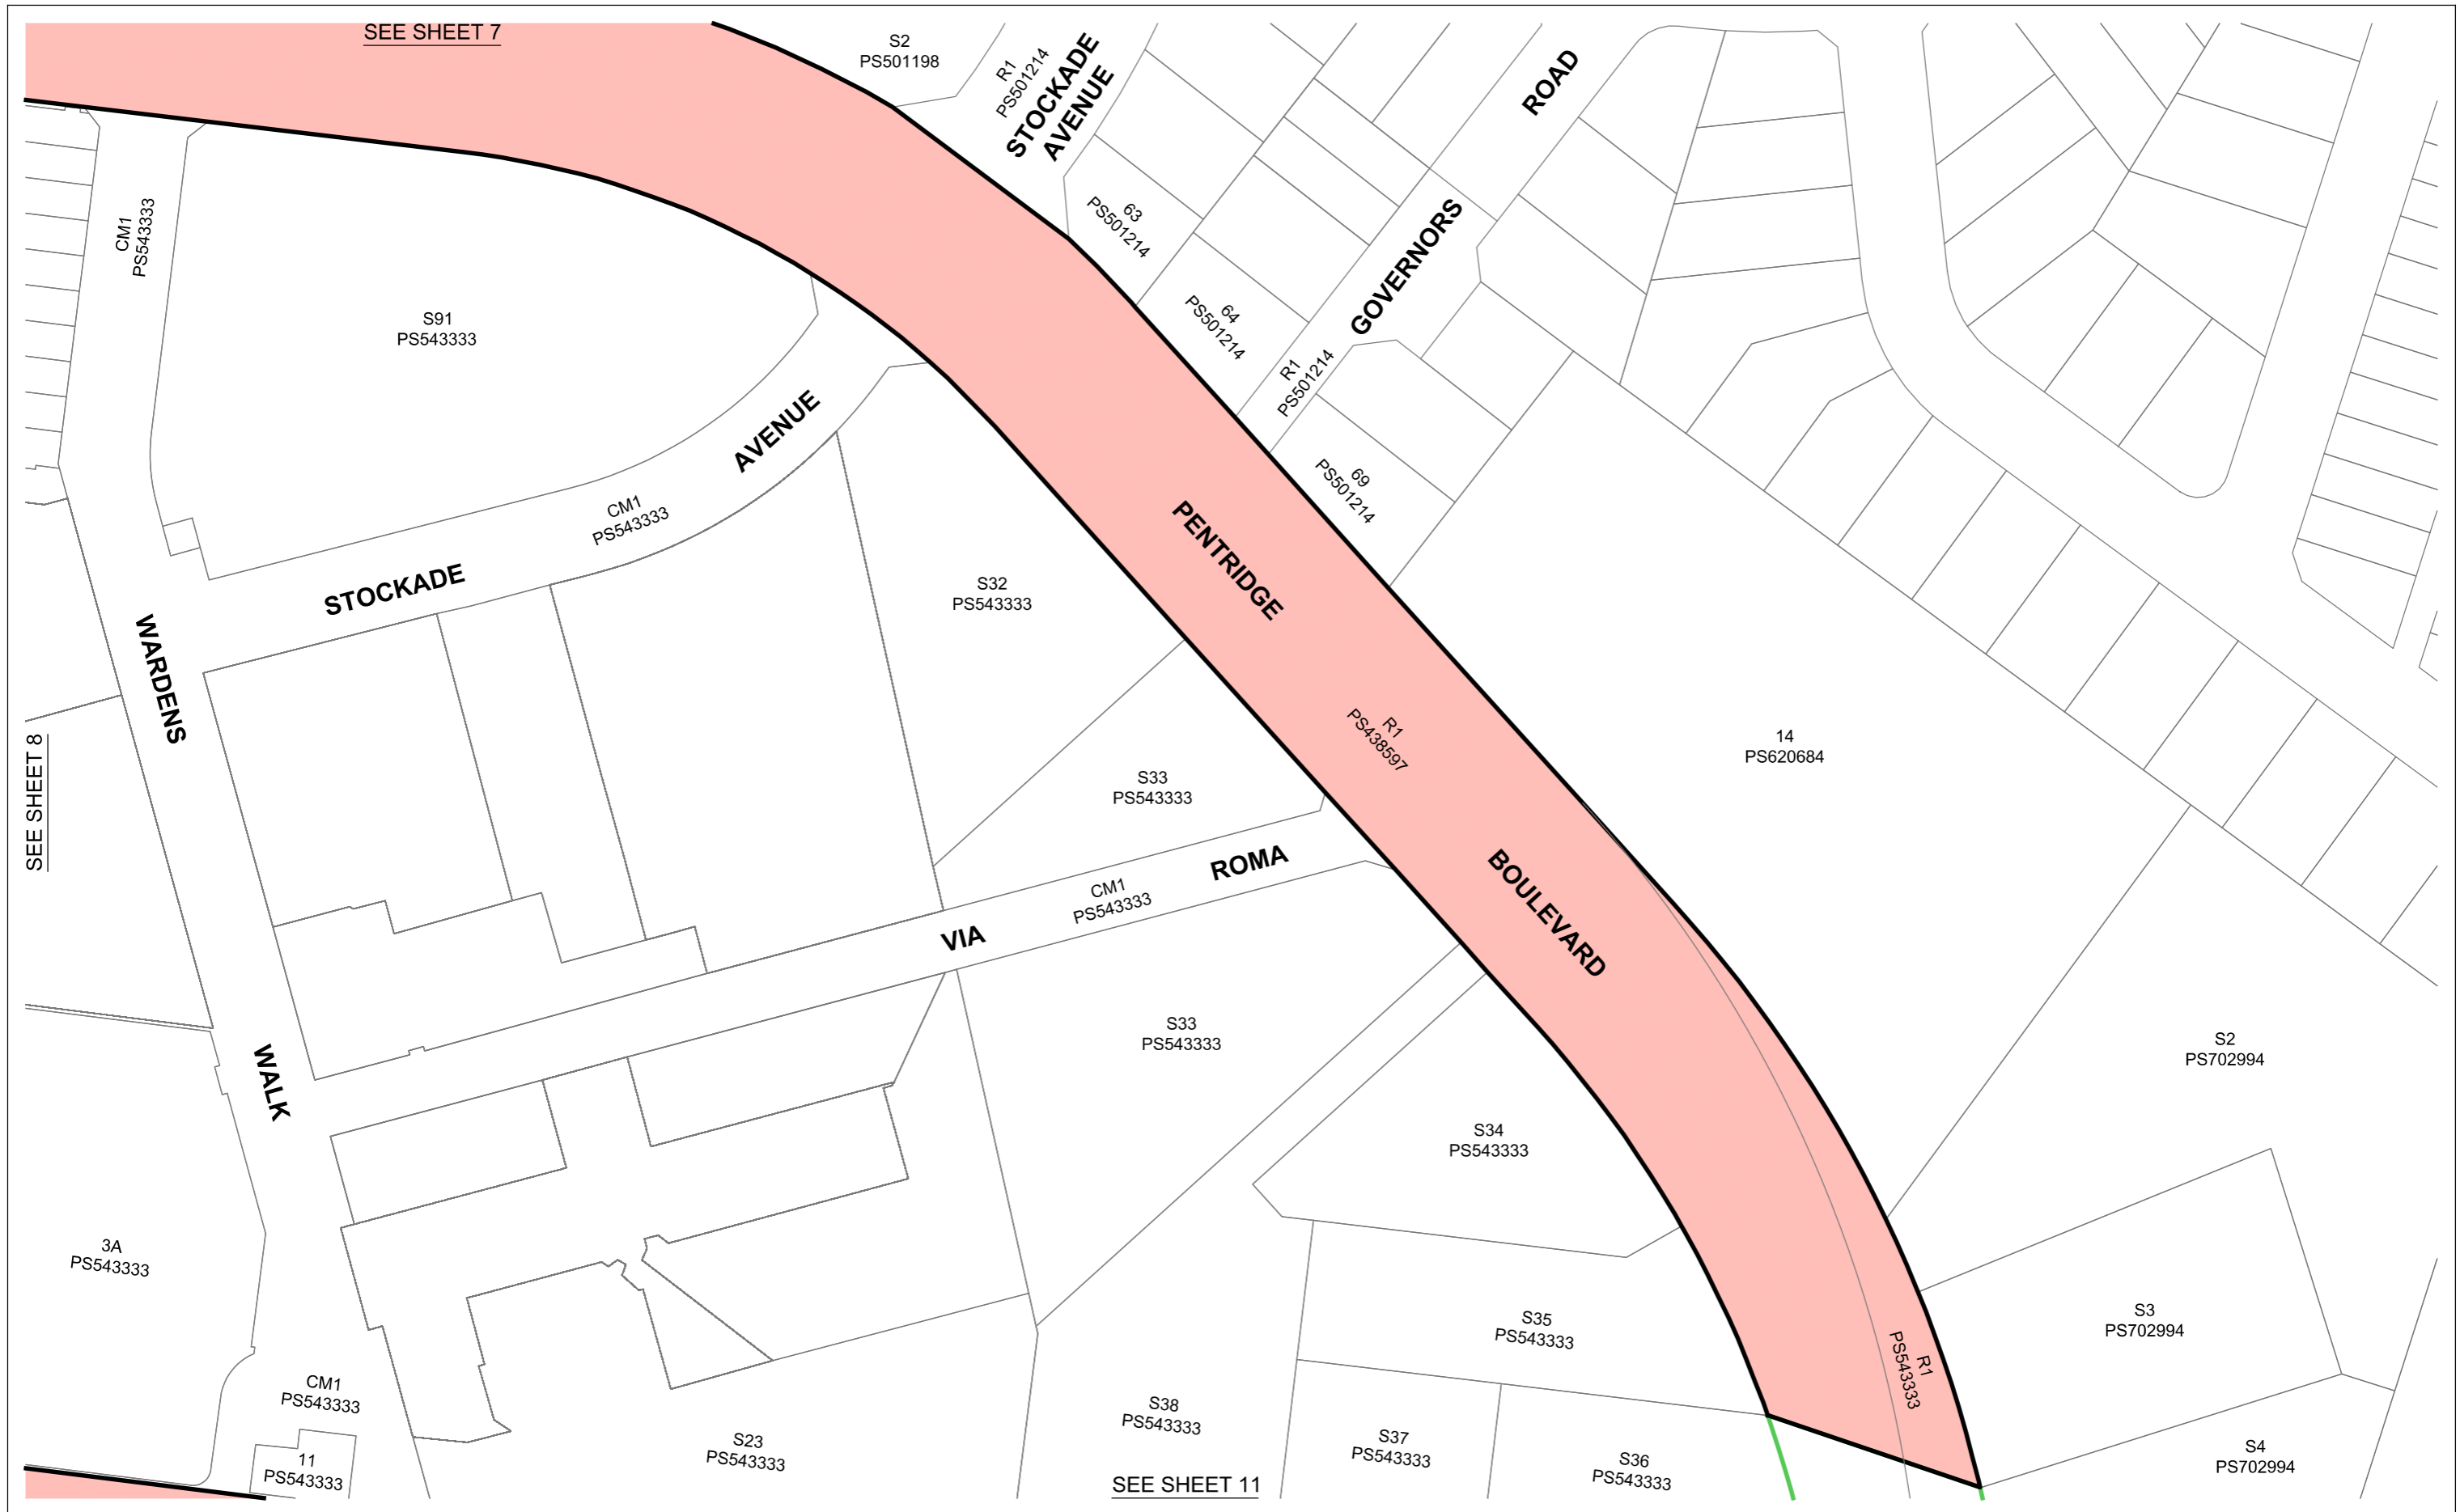 SEE SHEET 7
S2
PS501198
R1
PS501214
STOCKADE
AVENUE
ROAD
63
PS501214
CM1
PS543333
GOVERNORS
64
PS501214
S91
PS543333
R1
PS501214
AVENUE
69
PS501214
CM1
PS543333
PENTRIDGE
STOCKADE
S32
PS543333
WARDENS
R1
PS438597
14
PS620684
SEE SHEET 8
S33
PS543333
ROMA
CM1
PS543333
BOULEVARD
VIA
S33
PS543333
S2
PS702994
WALK
S34
PS543333
3A
PS543333
S35
PS543333
S3
PS702994
R1
PS543333
CM1
PS543333
S38
PS543333
S23
PS543333
S37
PS543333
S36
PS543333
S4
PS702994
11
PS543333
SEE SHEET 11